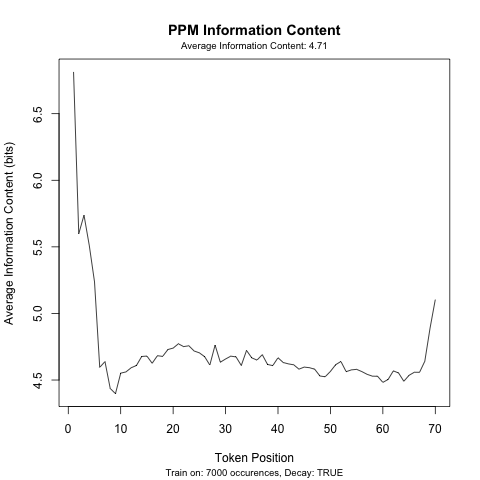 PPM Information Content
Average Information Content: 4.71
Average Information Content (bits)
6.5
6.0
5.5
5.0
4.5
0 10 20 30 40 50 60 70
Token Position
Train on: 7000 occurences, Decay: TRUE